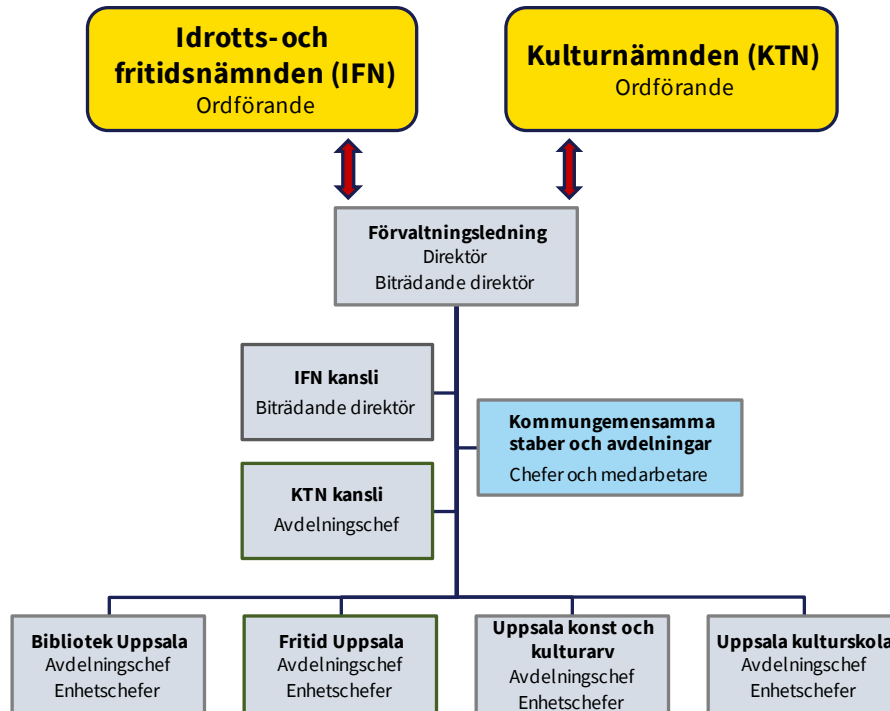 Idrotts- och
fritidsnämnden (IFN)
Ordförande
Kulturnämnden (KTN)
Ordförande
Förvaltningsledning
Direktör
Biträdande direktör
IFN kansli
Biträdande direktör
Kommungemensamma
staber och avdelningar
Chefer och medarbetare
KTN kansli
Avdelningschef
Bibliotek Uppsala
Avdelningschef
Enhetschefer
Fritid Uppsala
Avdelningschef
Enhetschefer
Uppsala konst och
kulturarv
Avdelningschef
Enhetschefer
Uppsala kulturskola
Avdelningschef
Enhetschefer